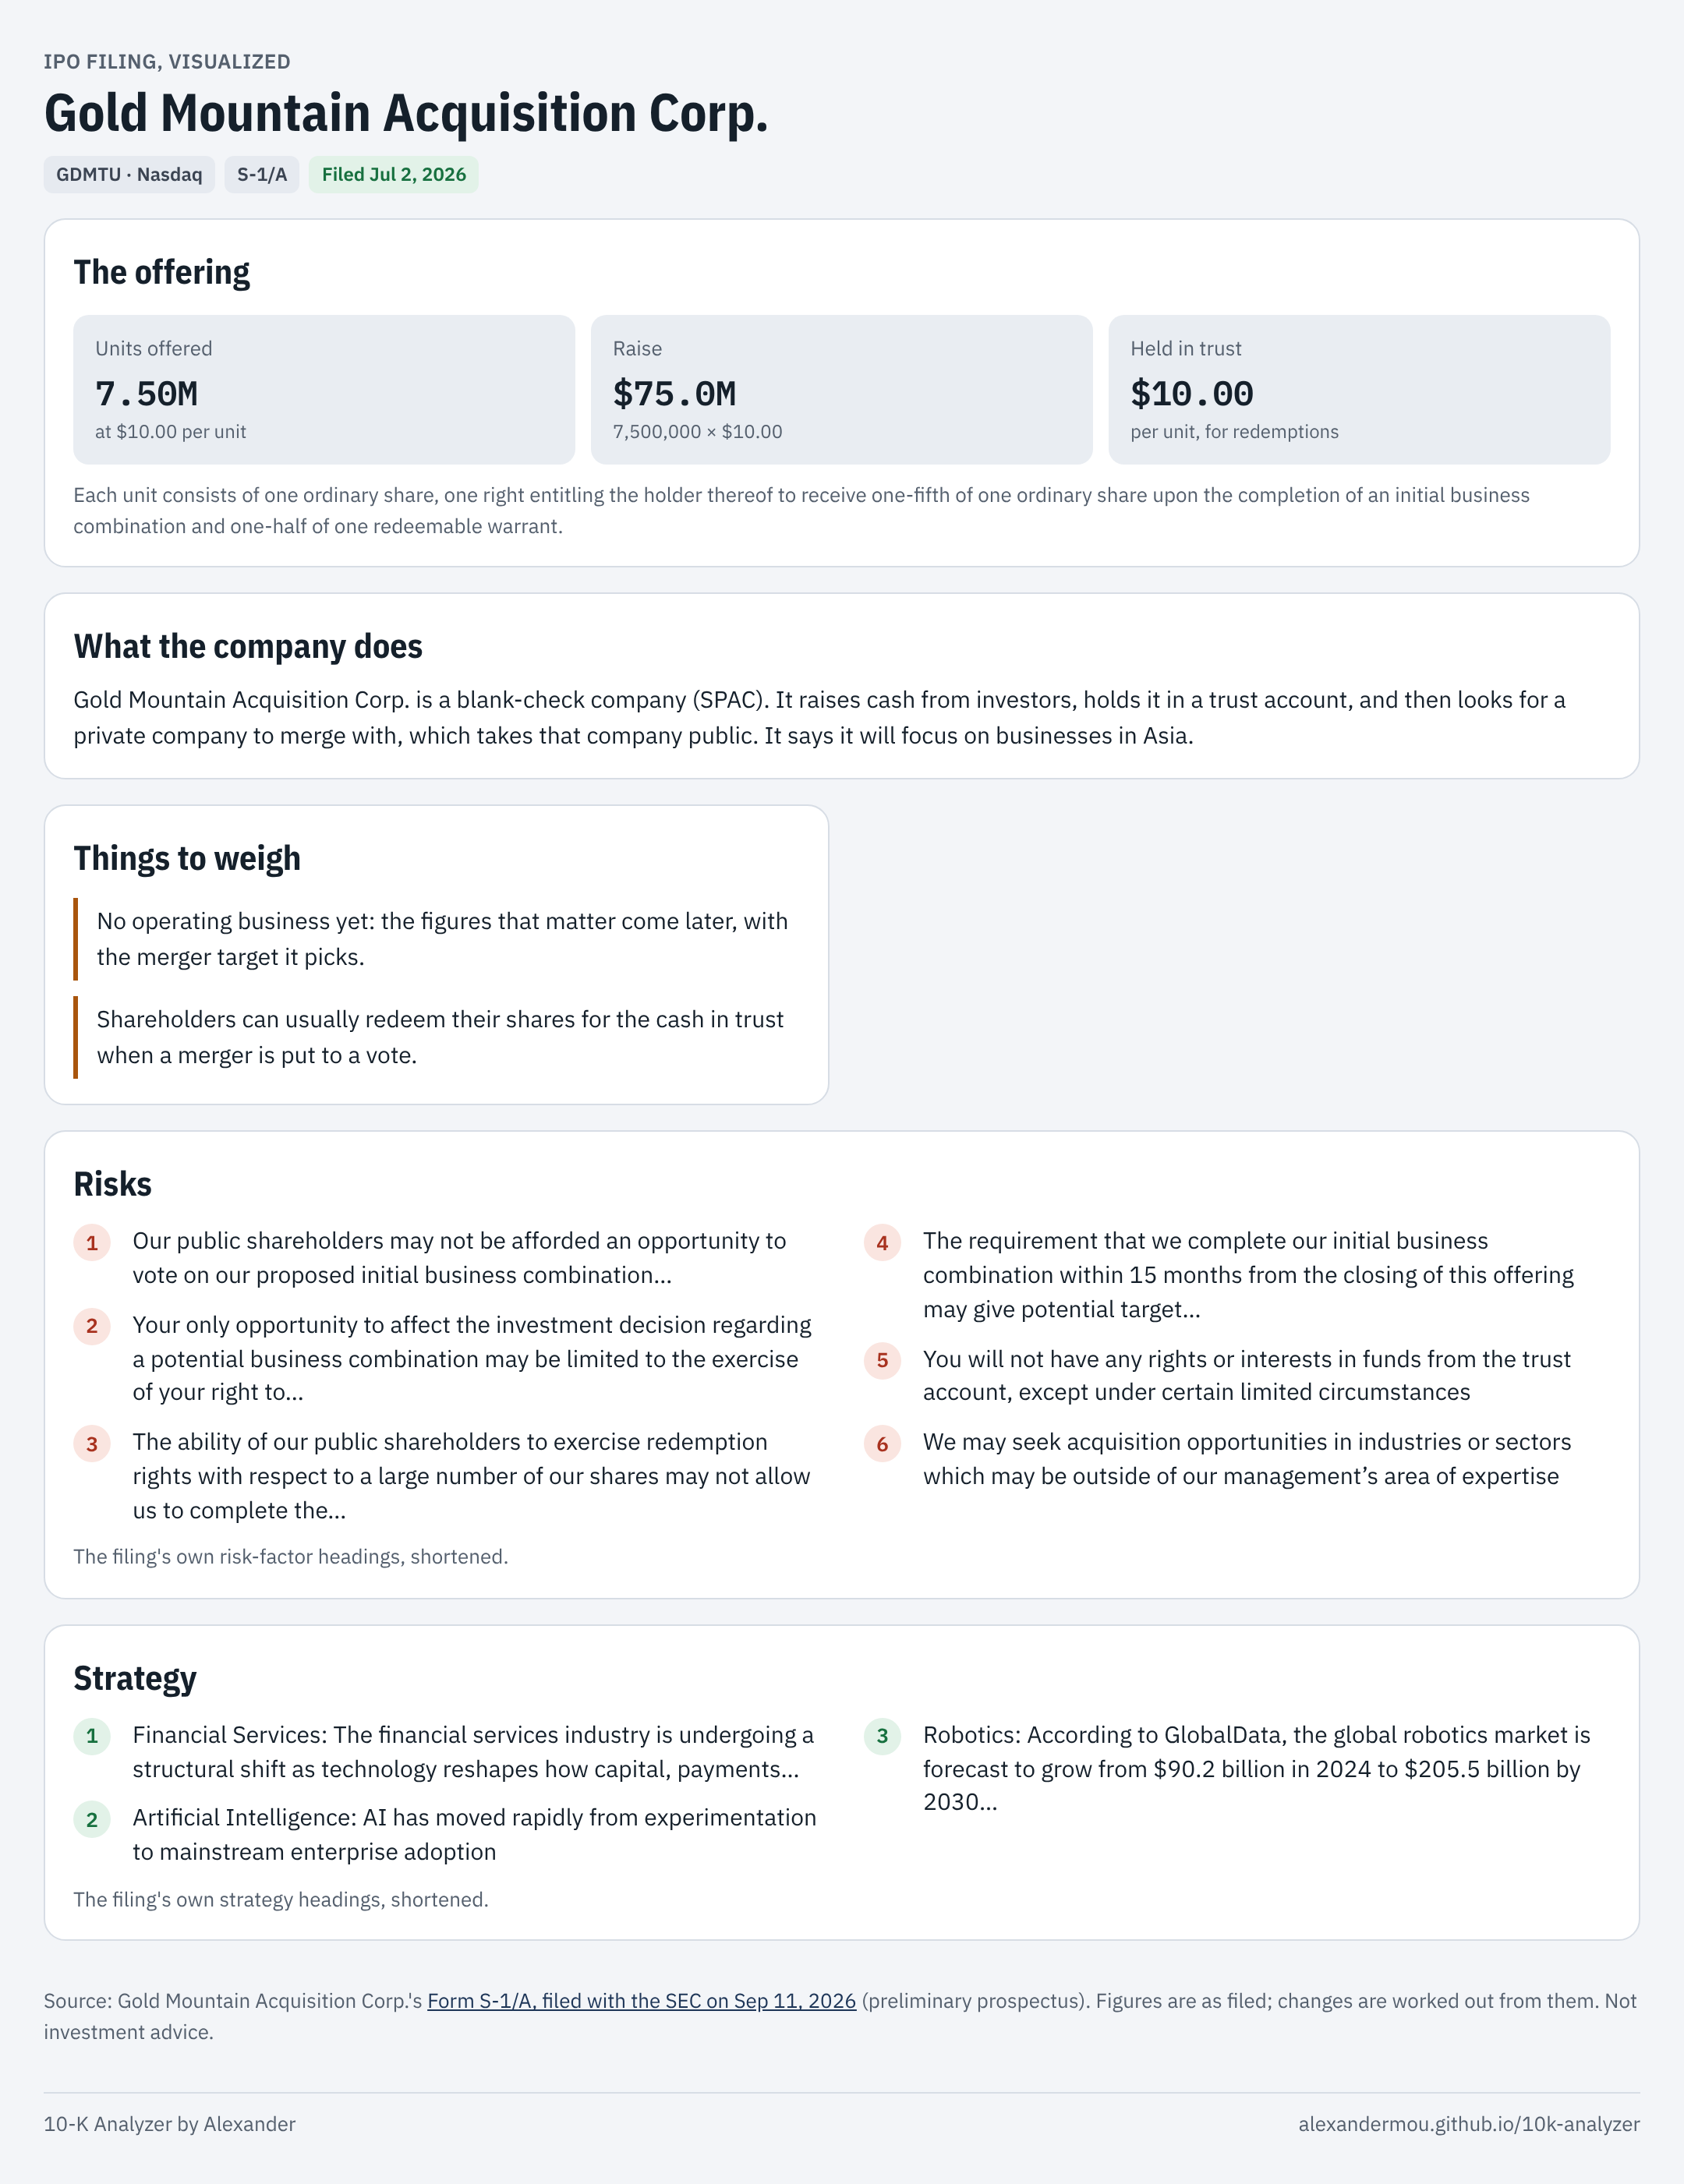 IPO FILING, VISUALIZED
Gold Mountain Acquisition Corp.
GDMTU · Nasdaq
S-1/A
Filed Jul 2, 2026
The offering
Units offered
7.50M
at $10.00 per unit
Raise
$75.0M
7,500,000 × $10.00
Held in trust
$10.00
per unit, for redemptions
Each unit consists of one ordinary share, one right entitling the holder thereof to receive one-fifth of one ordinary share upon the completion of an initial business
combination and one-half of one redeemable warrant.
What the company does
Gold Mountain Acquisition Corp. is a blank-check company (SPAC). It raises cash from investors, holds it in a trust account, and then looks for a
private company to merge with, which takes that company public. It says it will focus on businesses in Asia.
Things to weigh
No operating business yet: the figures that matter come later, with
the merger target it picks.
Shareholders can usually redeem their shares for the cash in trust
when a merger is put to a vote.
Risks
1
Our public shareholders may not be afforded an opportunity to
vote on our proposed initial business combination...
2
Your only opportunity to affect the investment decision regarding
a potential business combination may be limited to the exercise
of your right to...
3
The ability of our public shareholders to exercise redemption
rights with respect to a large number of our shares may not allow
us to complete the...
4
The requirement that we complete our initial business
combination within 15 months from the closing of this offering
may give potential target...
5
You will not have any rights or interests in funds from the trust
account, except under certain limited circumstances
6
We may seek acquisition opportunities in industries or sectors
which may be outside of our management’s area of expertise
The filing's own risk-factor headings, shortened.
Strategy
1
Financial Services: The financial services industry is undergoing a
structural shift as technology reshapes how capital, payments...
2
Artificial Intelligence: AI has moved rapidly from experimentation
to mainstream enterprise adoption
3
Robotics: According to GlobalData, the global robotics market is
forecast to grow from $90.2 billion in 2024 to $205.5 billion by
2030...
The filing's own strategy headings, shortened.
Source: Gold Mountain Acquisition Corp.'s Form S-1/A, filed with the SEC on Sep 11, 2026 (preliminary prospectus). Figures are as filed; changes are worked out from them. Not
investment advice.
10-K Analyzer by Alexander
alexandermou.github.io/10k-analyzer